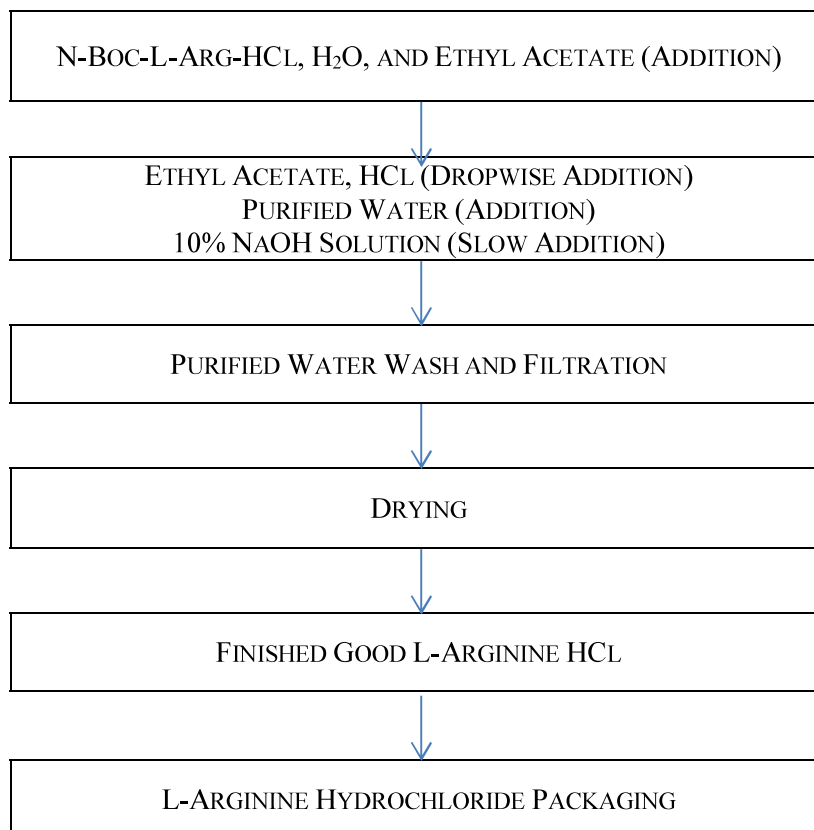 N-BOC-L-ARG-HCL, H₂O, AND ETHYL ACETATE (ADDITION)
ETHYL ACETATE, HCL (DROPWISE ADDITION)
PURIFIED WATER (ADDITION)
10% NAOH SOLUTION (SLOW ADDITION)
PURIFIED WATER WASH AND FILTRATION
DRYING
FINISHED GOOD L-ARGININE HCL
L-ARGININE HYDROCHLORIDE PACKAGING